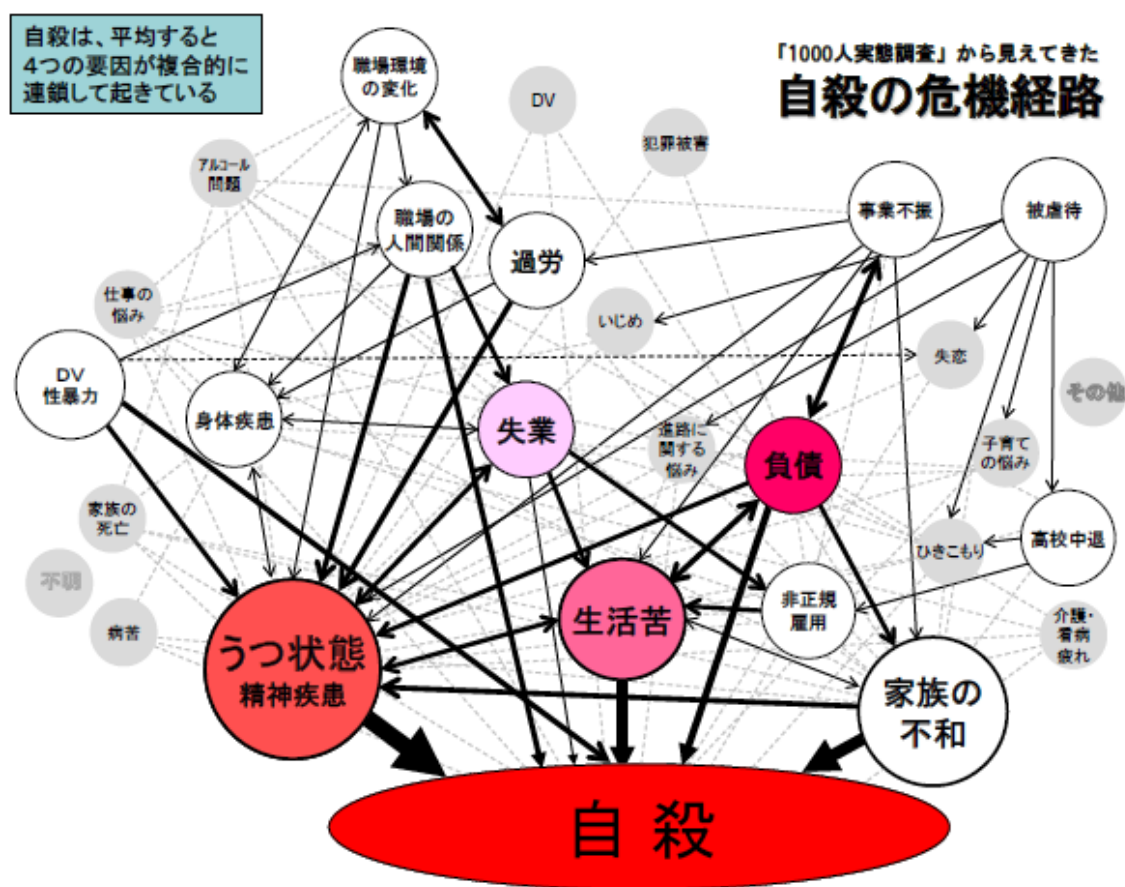 自殺は、平均すると
4つの要因が複合的に
連鎖して起きている
「1000人実態調査」から見えてきた
自殺の危機経路
職場環境
の変化
DV
犯罪被害
アルコール
問題
職場の
人間関係
過労
事業不振
被虐待
仕事の
悩み
いじめ
失恋
DV
性暴力
その他
身体疾患
失業
進路に
関する
悩み
負債
子育て
の悩み
家族の
死亡
ひきこもり
高校中退
不明
病苦
うつ状態
精神疾患
生活苦
非正規
雇用
介護・
看病
疲れ
家族の
不和
自殺